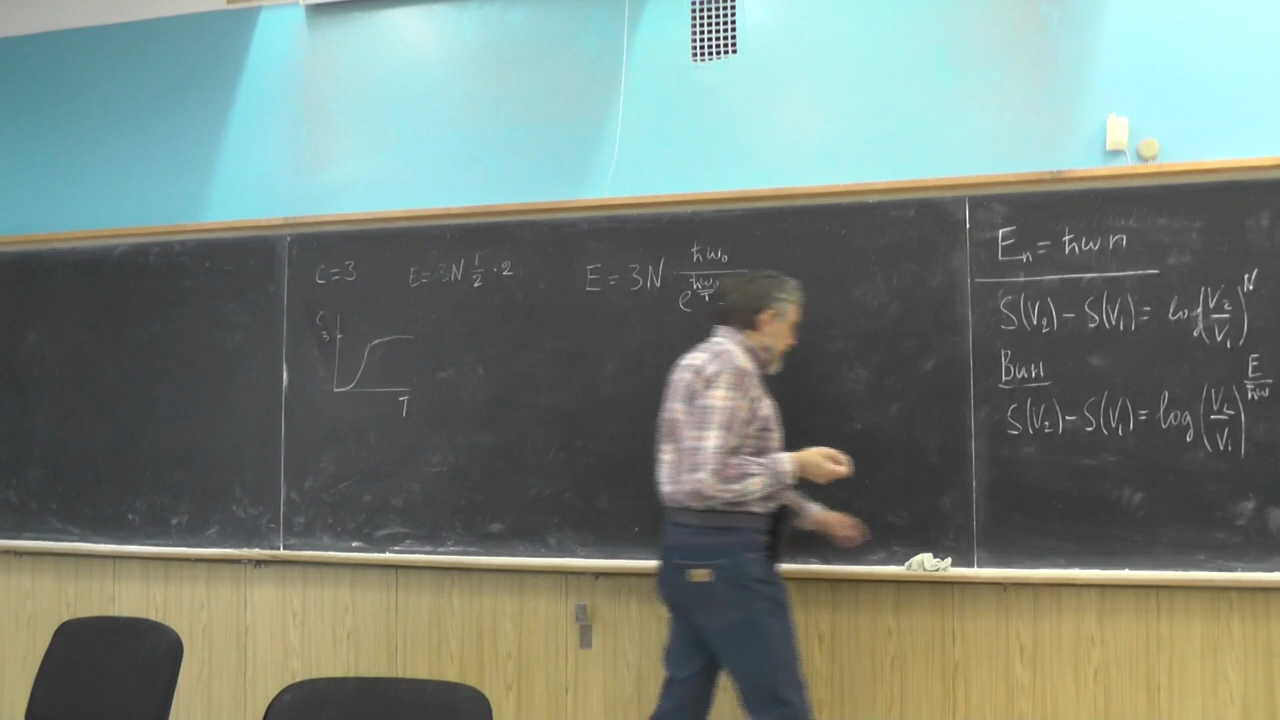 c=3
E=3N 1/2 · 2
E = 3N ħω₀ / e^(ħω₀/T) -
C
3
T
Eₙ = ħωn
S(V₂) - S(V₁) = log(V₂/V₁)^N
Вин
S(V₂) - S(V₁) = log(V₂/V₁)^(E/ħω)